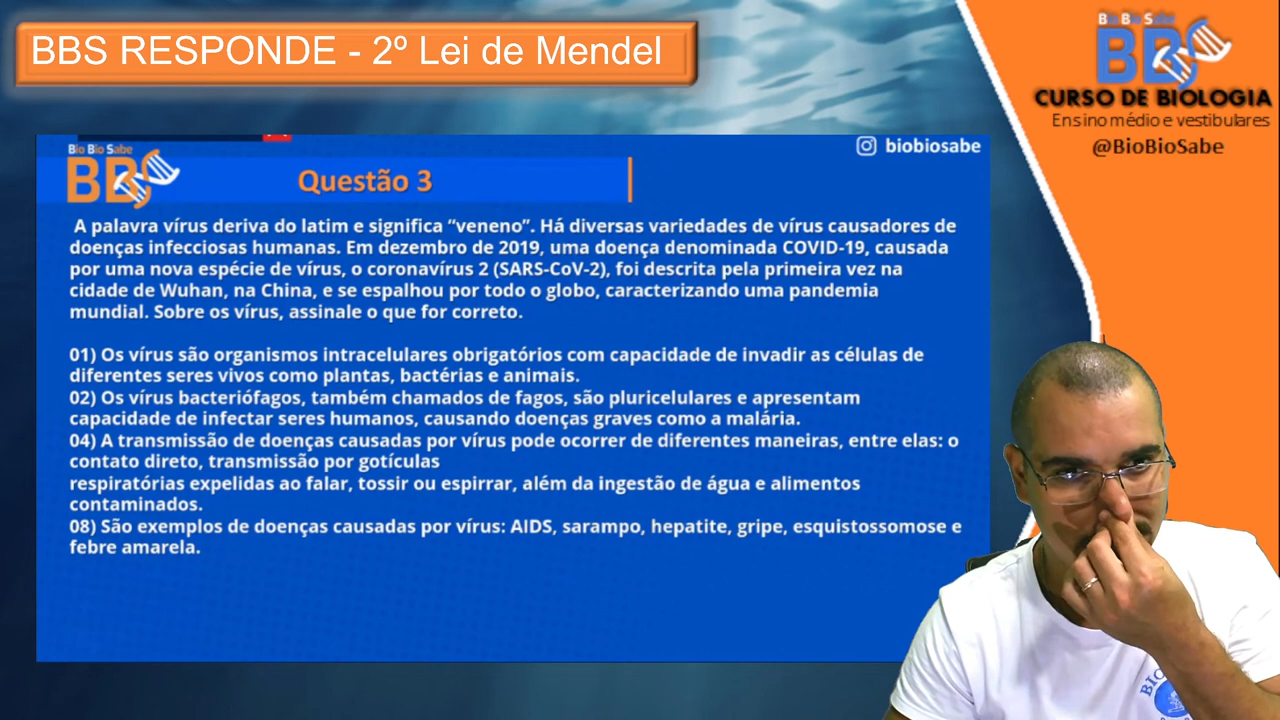 BBS RESPONDE - 2º Lei de Mendel
Bio Bio Sabe
BBS
CURSO DE BIOLOGIA
Ensino médio e vestibulares
@BioBioSabe
Bio Bio Sabe
BBS
biobiosabe
Questão 3
A palavra vírus deriva do latim e significa “veneno”. Há diversas variedades de vírus causadores de
doenças infecciosas humanas. Em dezembro de 2019, uma doença denominada COVID-19, causada
por uma nova espécie de vírus, o coronavírus 2 (SARS-CoV-2), foi descrita pela primeira vez na
cidade de Wuhan, na China, e se espalhou por todo o globo, caracterizando uma pandemia
mundial. Sobre os vírus, assinale o que for correto.
01) Os vírus são organismos intracelulares obrigatórios com capacidade de invadir as células de
diferentes seres vivos como plantas, bactérias e animais.
02) Os vírus bacteriófagos, também chamados de fagos, são pluricelulares e apresentam
capacidade de infectar seres humanos, causando doenças graves como a malária.
04) A transmissão de doenças causadas por vírus pode ocorrer de diferentes maneiras, entre elas: o
contato direto, transmissão por gotículas
respiratórias expelidas ao falar, tossir ou espirrar, além da ingestão de água e alimentos
contaminados.
08) São exemplos de doenças causadas por vírus: AIDS, sarampo, hepatite, gripe, esquistossomose e
febre amarela.